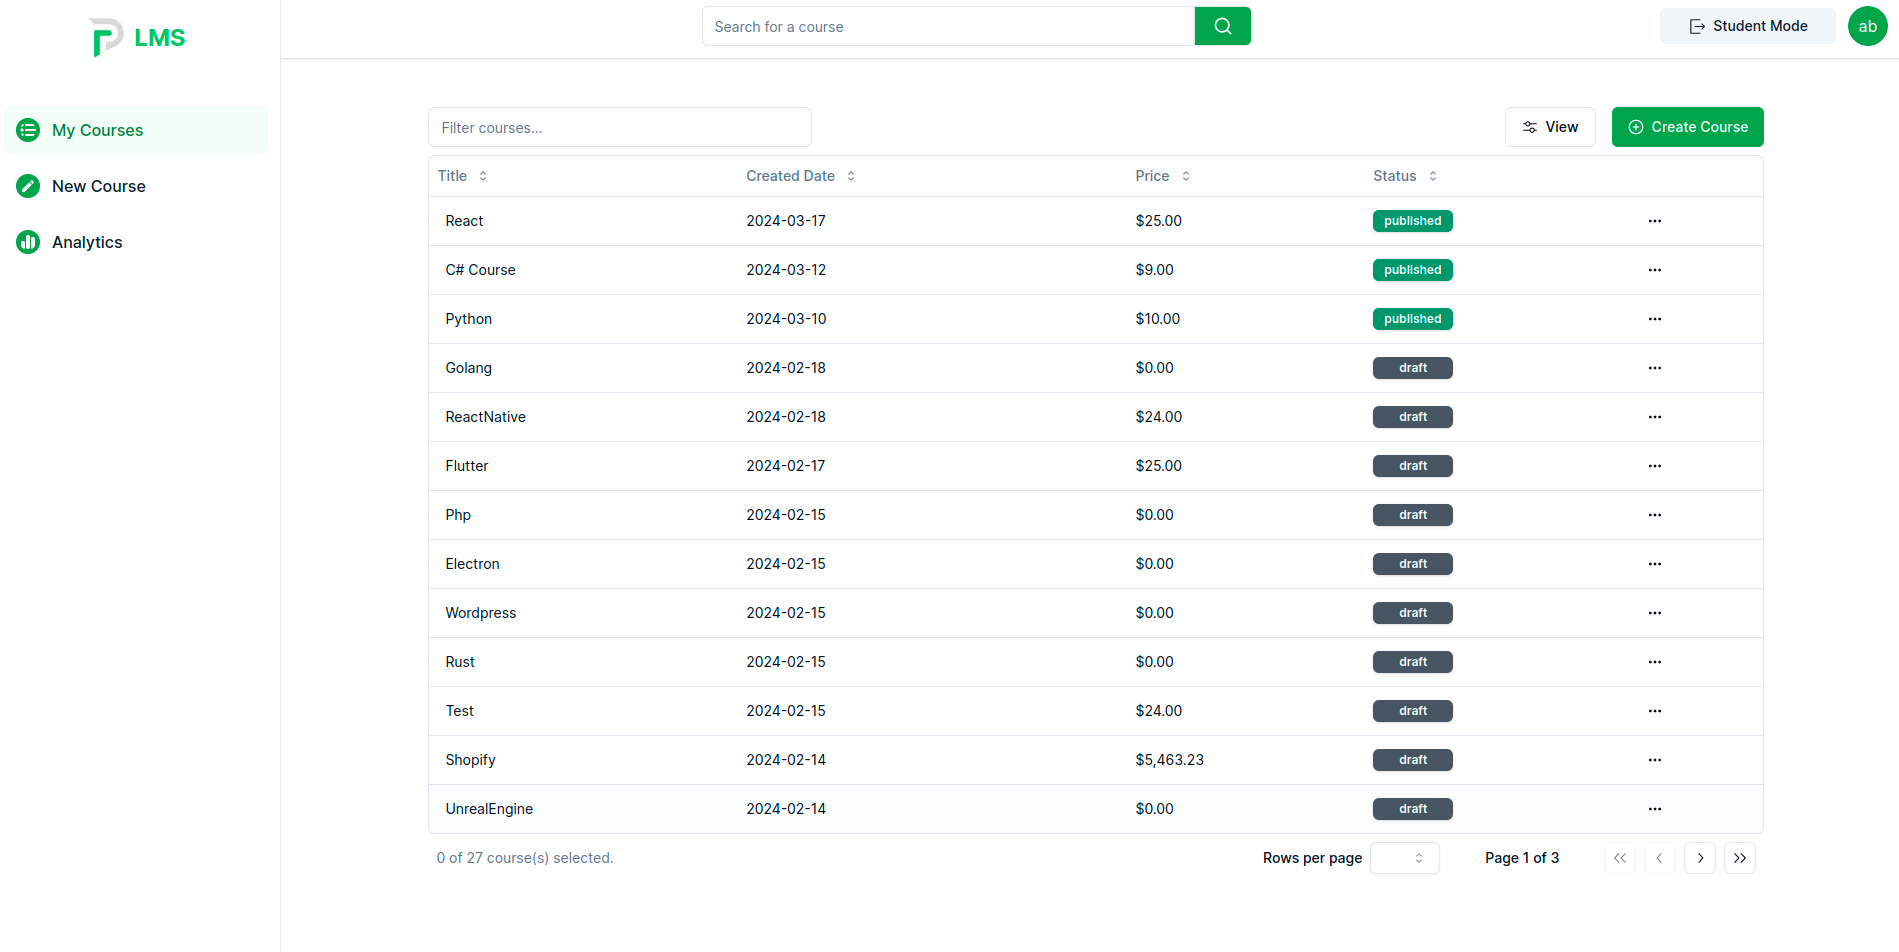 LMS
Search for a course
Student Mode
ab
My Courses
New Course
Analytics
Filter courses...
View
Create Course
Title Created Date Price Status
React 2024-03-17 $25.00 published
C# Course 2024-03-12 $9.00 published
Python 2024-03-10 $10.00 published
Golang 2024-02-18 $0.00 draft
ReactNative 2024-02-18 $24.00 draft
Flutter 2024-02-17 $25.00 draft
Php 2024-02-15 $0.00 draft
Electron 2024-02-15 $0.00 draft
Wordpress 2024-02-15 $0.00 draft
Rust 2024-02-15 $0.00 draft
Test 2024-02-15 $24.00 draft
Shopify 2024-02-14 $5,463.23 draft
UnrealEngine 2024-02-14 $0.00 draft
0 of 27 course(s) selected.
Rows per page
Page 1 of 3